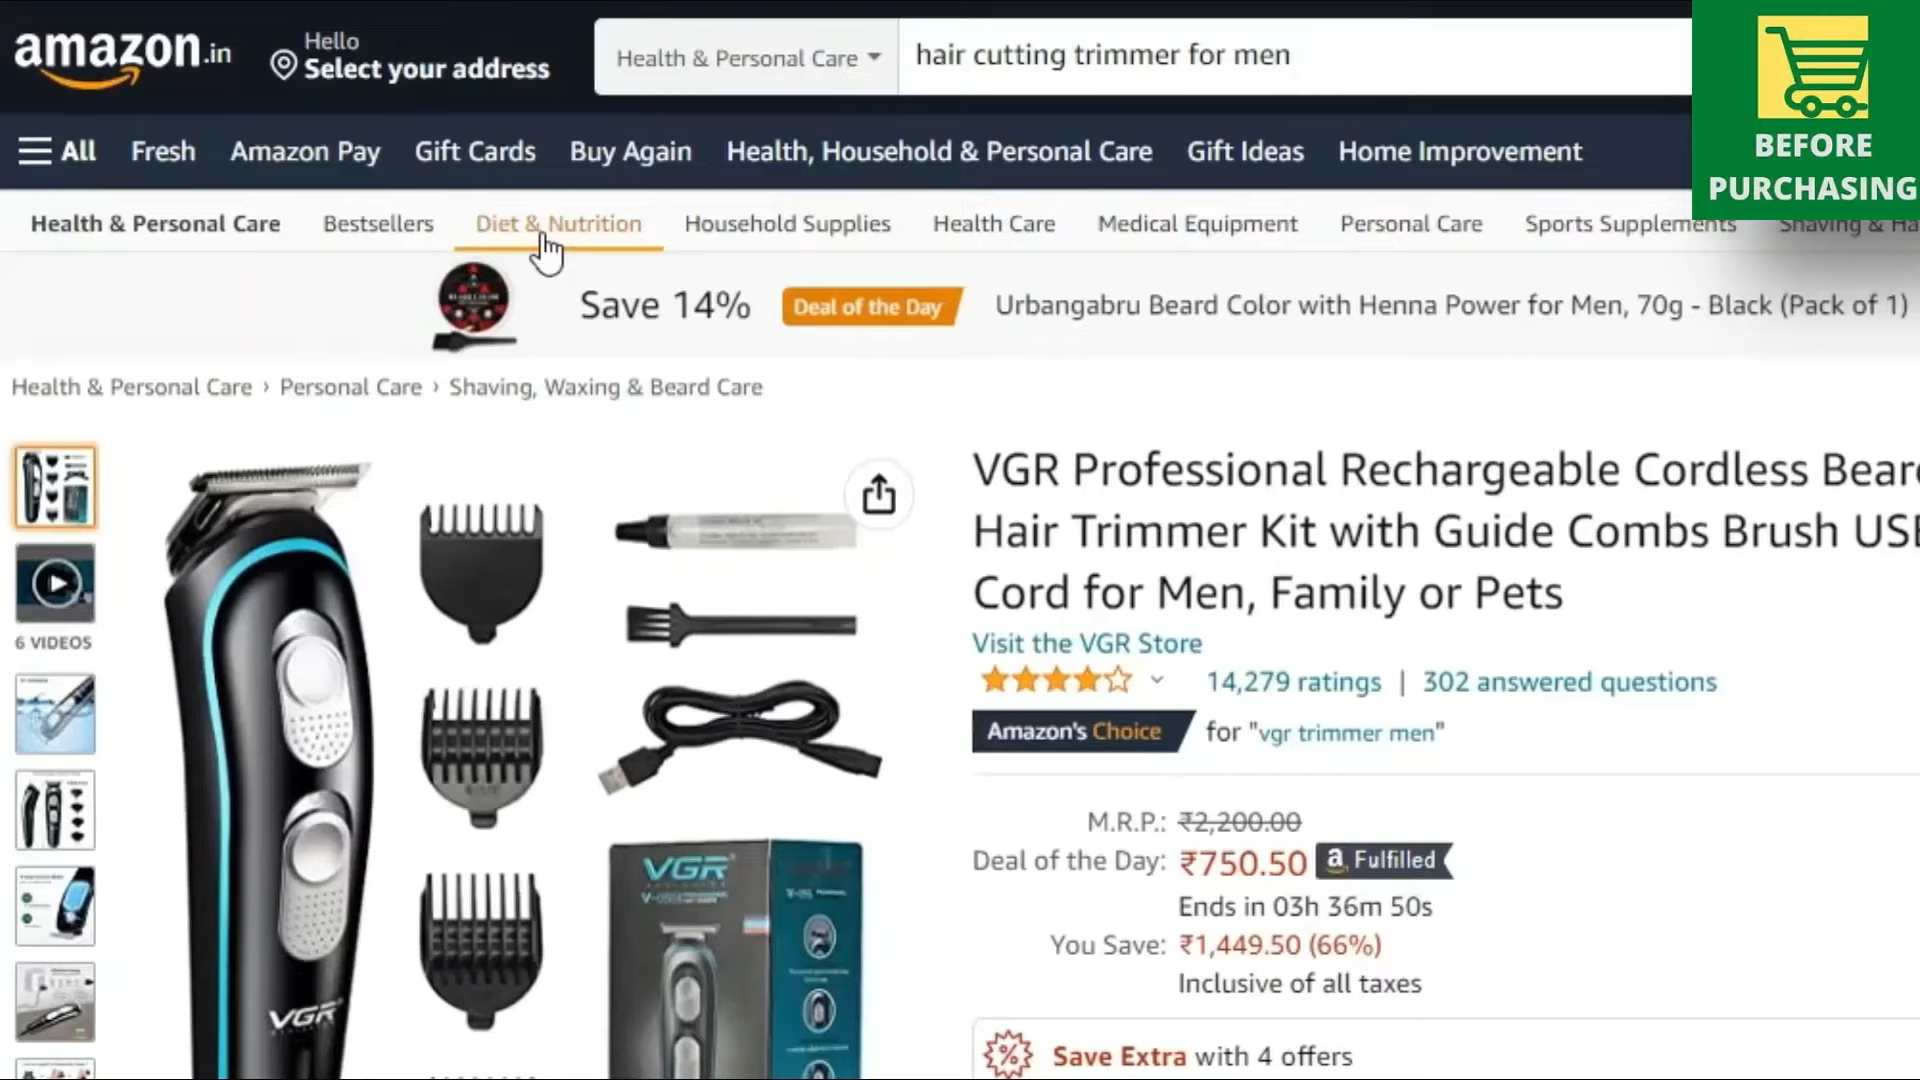 amazon.in
Hello
Select your address
Health & Personal Care
hair cutting trimmer for men
BEFORE
PURCHASING
All Fresh Amazon Pay Gift Cards Buy Again Health, Household & Personal Care Gift Ideas Home Improvement
Health & Personal Care Bestsellers Diet & Nutrition Household Supplies Health Care Medical Equipment Personal Care Sports Supplements Shaving & Ha
Save 14% Deal of the Day Urbangabru Beard Color with Henna Power for Men, 70g - Black (Pack of 1)
Health & Personal Care › Personal Care › Shaving, Waxing & Beard Care
6 VIDEOS
VGR
VGR
VGR Professional Rechargeable Cordless Bear
Hair Trimmer Kit with Guide Combs Brush USB
Cord for Men, Family or Pets
Visit the VGR Store
14,279 ratings | 302 answered questions
Amazon's Choice for "vgr trimmer men"
M.R.P.: ₹2,200.00
Deal of the Day: ₹750.50 a Fulfilled
Ends in 03h 36m 50s
You Save: ₹1,449.50 (66%)
Inclusive of all taxes
% Save Extra with 4 offers